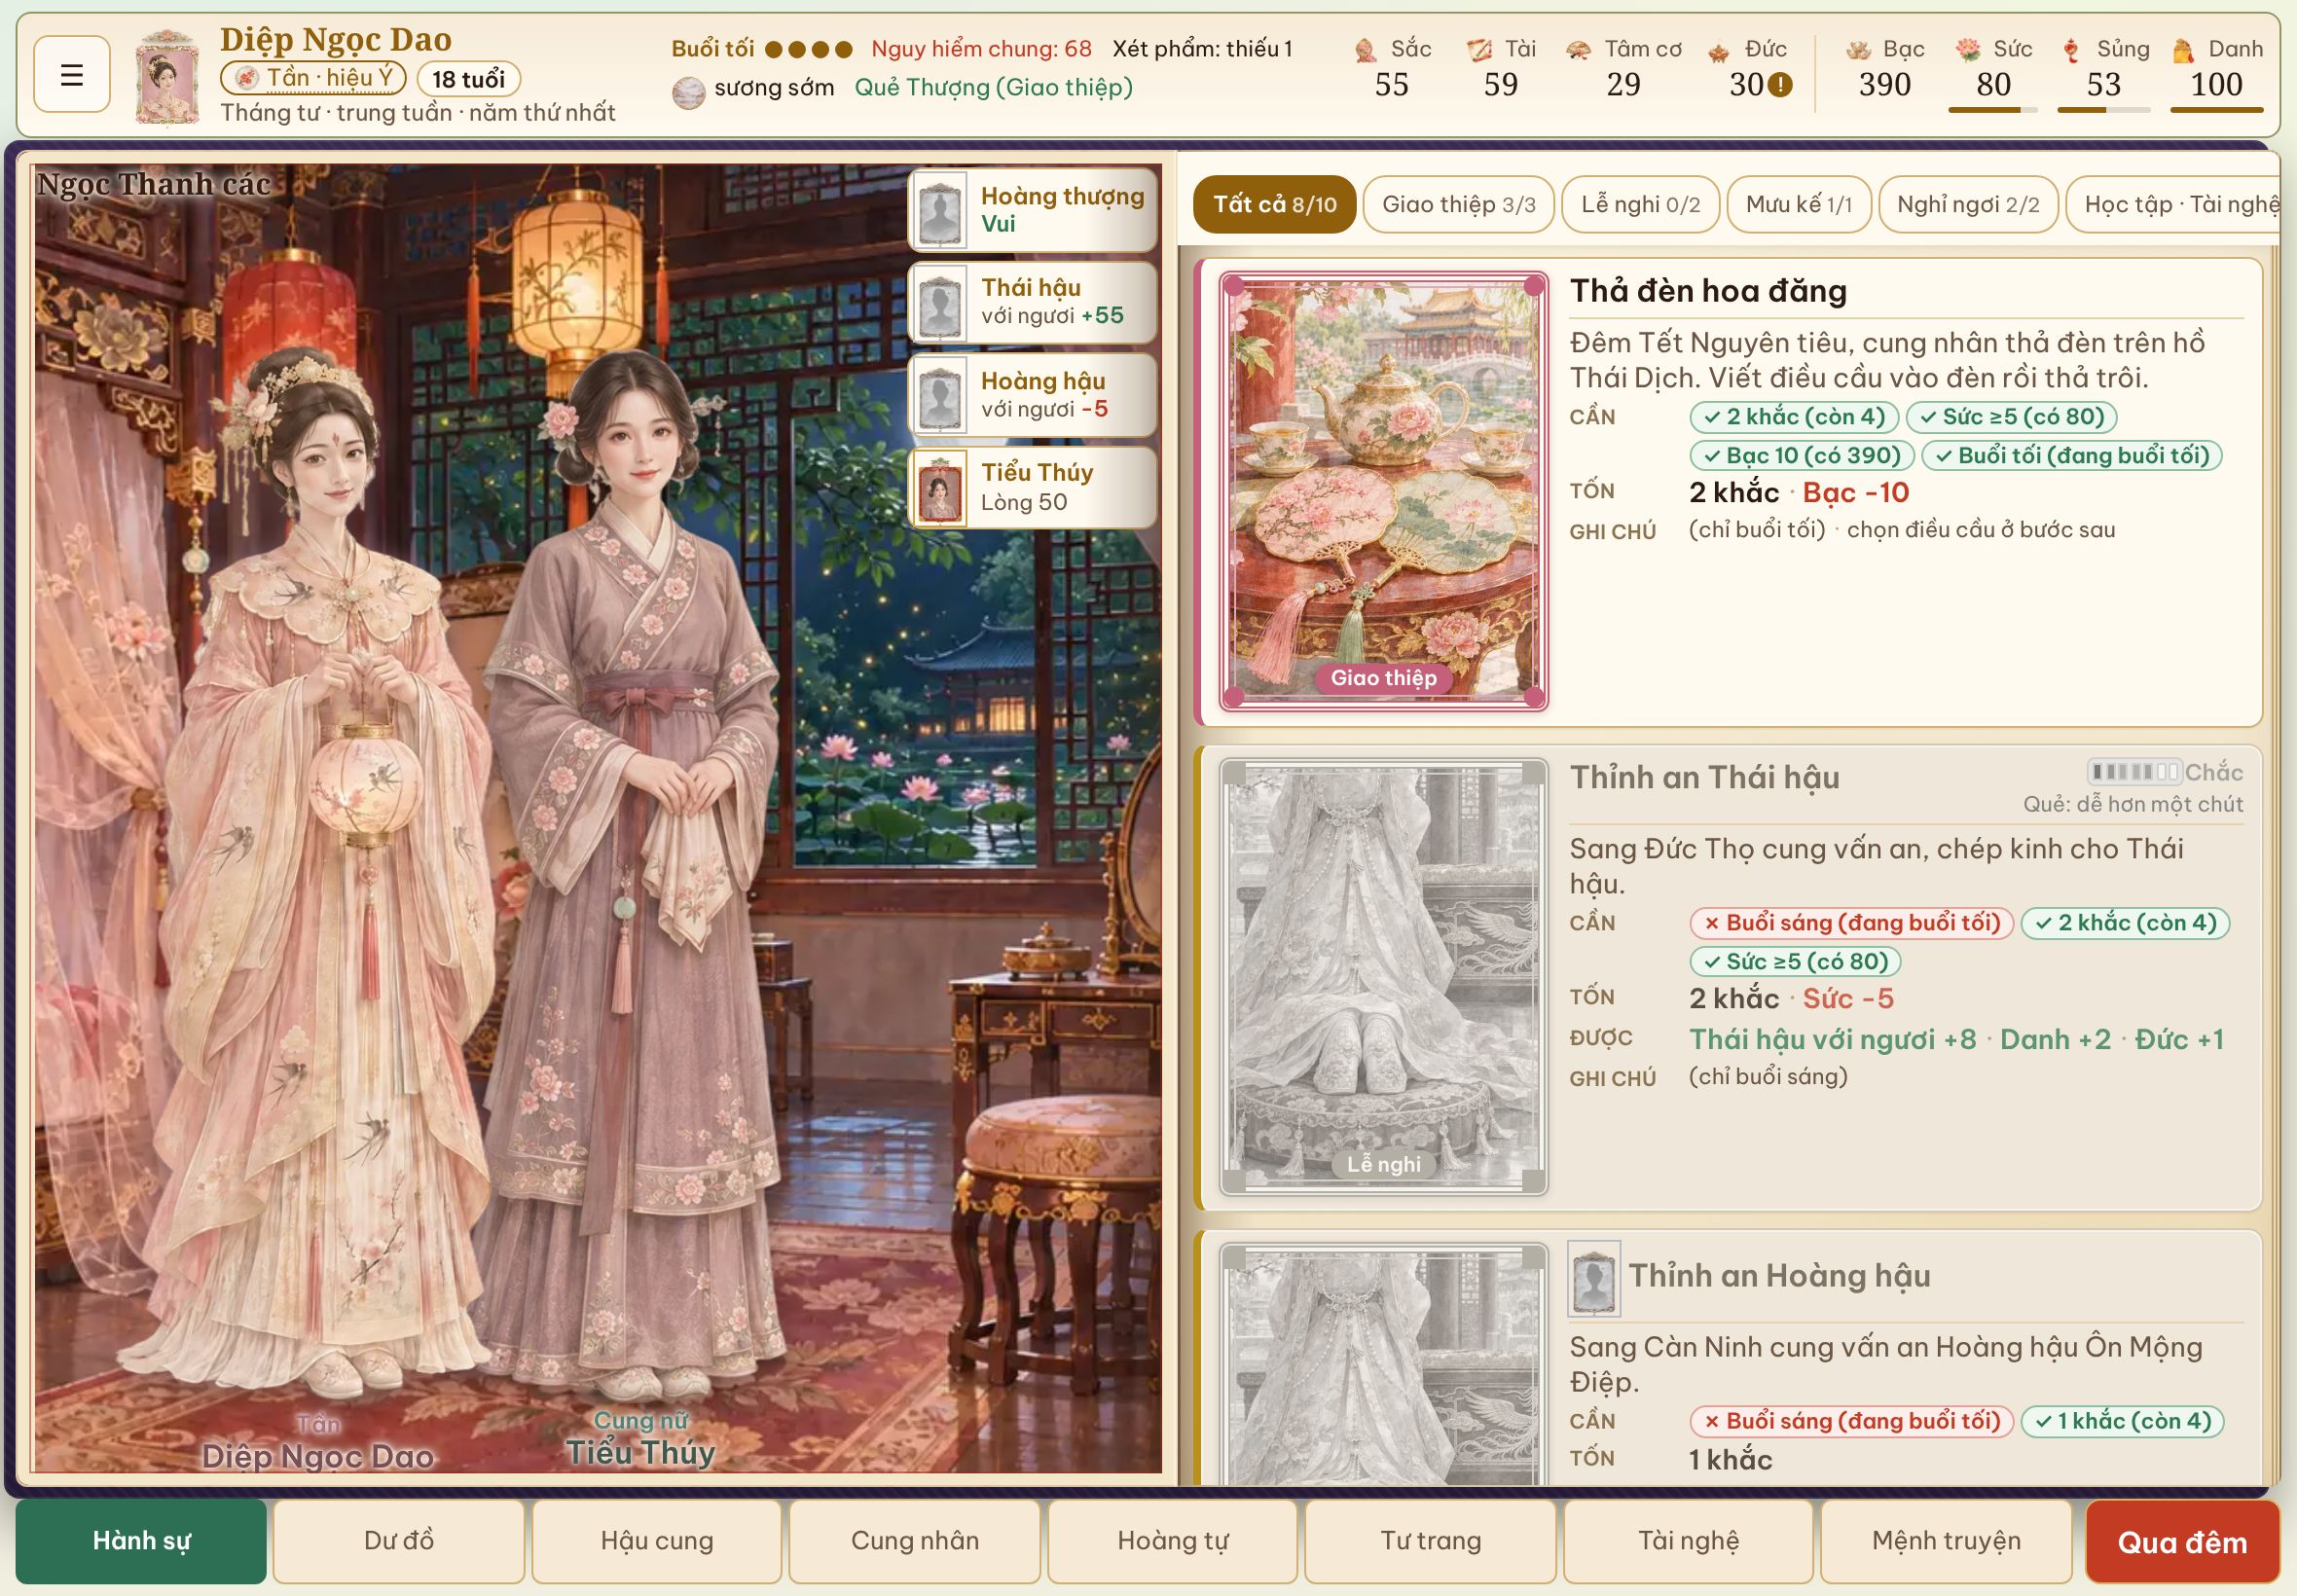 Diệp Ngọc Dao
Tần · hiệu Ý
18 tuổi
Tháng tư · trung tuần · năm thứ nhất
Buổi tối
Nguy hiểm chung: 68
Xét phẩm: thiếu 1
sương sớm
Quẻ Thượng (Giao thiệp)
Sắc
55
Tài
59
Tâm cơ
29
Đức
30 !
Bạc
390
Sức
80
Sủng
53
Danh
100
Ngọc Thanh các
Hoàng thượng
Vui
Thái hậu
với ngươi +55
Hoàng hậu
với ngươi -5
Tiểu Thúy
Lòng 50
Tần
Diệp Ngọc Dao
Cung nữ
Tiểu Thúy
Tất cả 8/10
Giao thiệp 3/3
Lễ nghi 0/2
Mưu kế 1/1
Nghỉ ngơi 2/2
Học tập · Tài nghệ
Thả đèn hoa đăng
Đêm Tết Nguyên tiêu, cung nhân thả đèn trên hồ
Thái Dịch. Viết điều cầu vào đèn rồi thả trôi.
CẦN
✓ 2 khắc (còn 4)
✓ Sức ≥5 (có 80)
✓ Bạc 10 (có 390)
✓ Buổi tối (đang buổi tối)
TỐN
2 khắc · Bạc -10
GHI CHÚ
(chỉ buổi tối) · chọn điều cầu ở bước sau
Giao thiệp
Thỉnh an Thái hậu
Chắc
Quẻ: dễ hơn một chút
Sang Đức Thọ cung vấn an, chép kinh cho Thái
hậu.
CẦN
× Buổi sáng (đang buổi tối)
✓ 2 khắc (còn 4)
✓ Sức ≥5 (có 80)
TỐN
2 khắc · Sức -5
ĐƯỢC
Thái hậu với ngươi +8 · Danh +2 · Đức +1
GHI CHÚ
(chỉ buổi sáng)
Lễ nghi
Thỉnh an Hoàng hậu
Sang Càn Ninh cung vấn an Hoàng hậu Ôn Mộng
Điệp.
CẦN
× Buổi sáng (đang buổi tối)
✓ 1 khắc (còn 4)
TỐN
1 khắc
Hành sự
Dư đồ
Hậu cung
Cung nhân
Hoàng tự
Tư trang
Tài nghệ
Mệnh truyện
Qua đêm